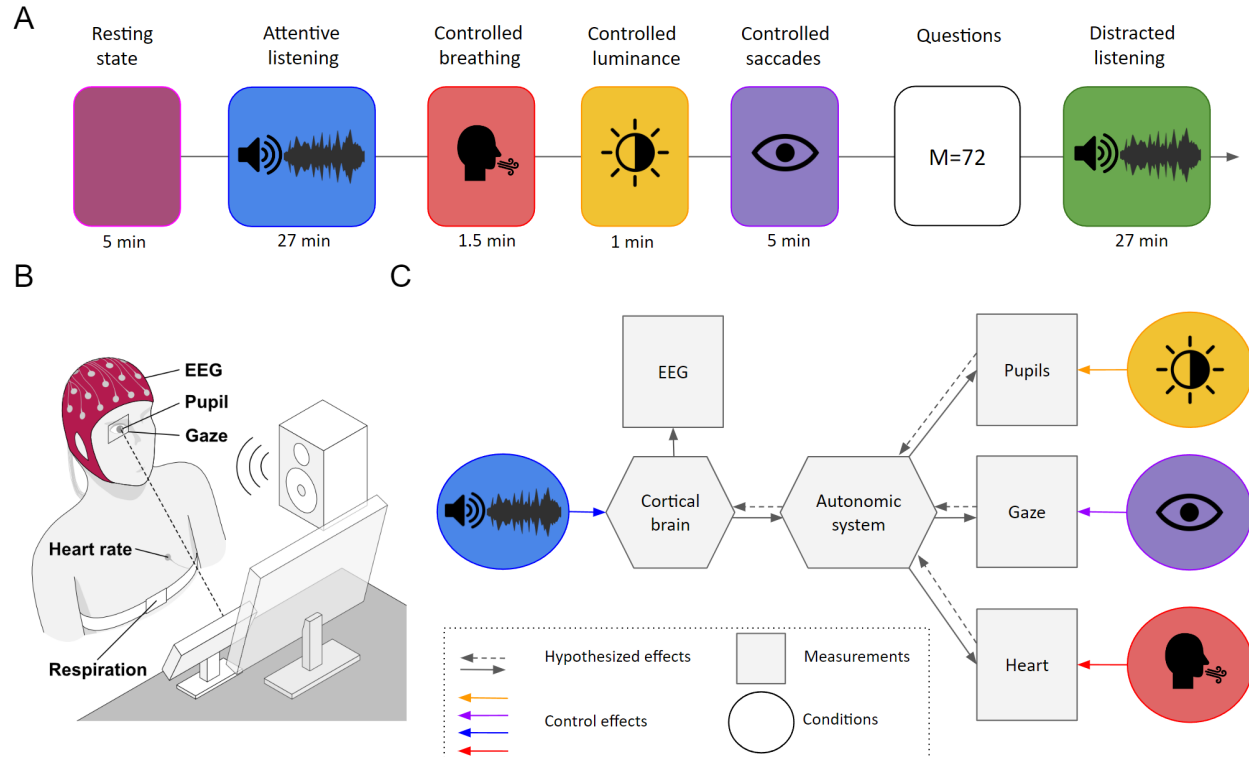 A
Resting
state
Attentive
listening
Controlled
breathing
Controlled
luminance
Controlled
saccades
Questions
Distracted
listening
M=72
5 min
27 min
1.5 min
1 min
5 min
27 min
B
EEG
Pupil
Gaze
Heart rate
Respiration
C
EEG
Pupils
Cortical
brain
Autonomic
system
Gaze
Heart
Hypothesized effects
Measurements
Control effects
Conditions